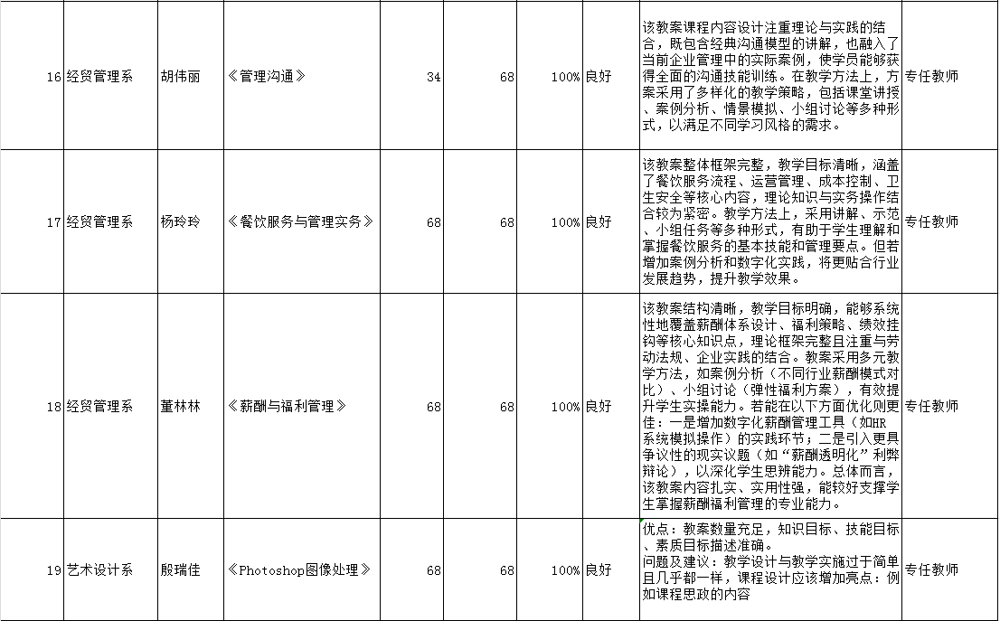 16 经贸管理系 胡伟丽 《管理沟通》 34 68 100% 良好 该教案课程内容设计注重理论与实践的结
合，既包含经典沟通模型的讲解，也融入了
当前企业管理中的实际案例，使学员能够获
得全面的沟通技能训练。在教学方法上，方
案采用了多样化的教学策略，包括课堂讲授
、案例分析、情景模拟、小组讨论等多种形
式，以满足不同学习风格的需求。 专任教师
17 经贸管理系 杨玲玲 《餐饮服务与管理实务》 68 68 100% 良好 该教案整体框架完整，教学目标清晰，涵盖
了餐饮服务流程、运营管理、成本控制、卫
生安全等核心内容，理论知识与实务操作结
合较为紧密。教学方法上，采用讲解、示范
、小组任务等多种形式，有助于学生理解和
掌握餐饮服务的基本技能和管理要点。但若
增加案例分析和数字化实践，将更贴合行业
发展趋势，提升教学效果。 专任教师
18 经贸管理系 董林林 《薪酬与福利管理》 68 68 100% 良好 该教案结构清晰，教学目标明确，能够系统
性地覆盖薪酬体系设计、福利策略、绩效挂
钩等核心知识点，理论框架完整且注重与劳
动法规、企业实践的结合。教案采用多元教
学方法，如案例分析（不同行业薪酬模式对
比）、小组讨论（弹性福利方案），有效提
升学生实操能力。若能在以下方面优化则更
佳：一是增加数字化薪酬管理工具（如HR
系统模拟操作）的实践环节；二是引入更具
争议性的现实议题（如“薪酬透明化”利弊
辩论），以深化学生思辨能力。总体而言，
该教案内容扎实、实用性强，能较好支撑学
生掌握薪酬福利管理的专业能力。 专任教师
19 艺术设计系 殷瑞佳 《Photoshop图像处理》 68 68 100% 良好 优点：教案数量充足，知识目标、技能目标
、素质目标描述准确。
问题及建议：教学设计与教学实施过于简单
且几乎都一样，课程设计应该增加亮点：例
如课程思政的内容 专任教师